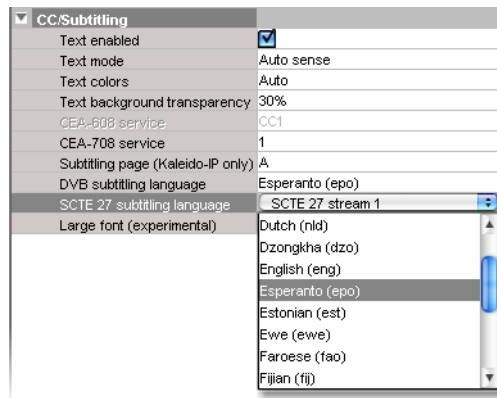 CC/Subtitling
Text enabled
Text mode Auto sense
Text colors Auto
Text background transparency 30%
CEA-608 service CC1
CEA-708 service 1
Subtitling page (Kaleido-IP only) A
DVB subtitling language Esperanto (epo)
SCTE 27 subtitling language SCTE 27 stream 1
Large font (experimental)
Dutch (nld)
Dzongkha (dzo)
English (eng)
Esperanto (epo)
Estonian (est)
Ewe (ewe)
Faroese (fao)
Fijian (fij)